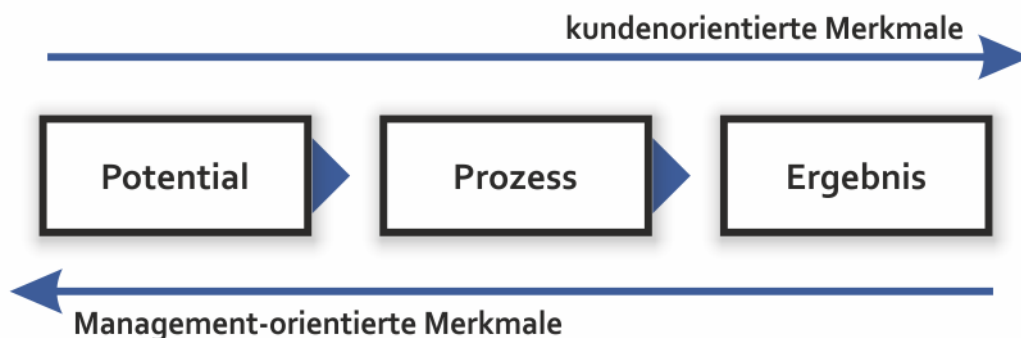 kundenorientierte Merkmale
Potential
Prozess
Ergebnis
Management-orientierte Merkmale